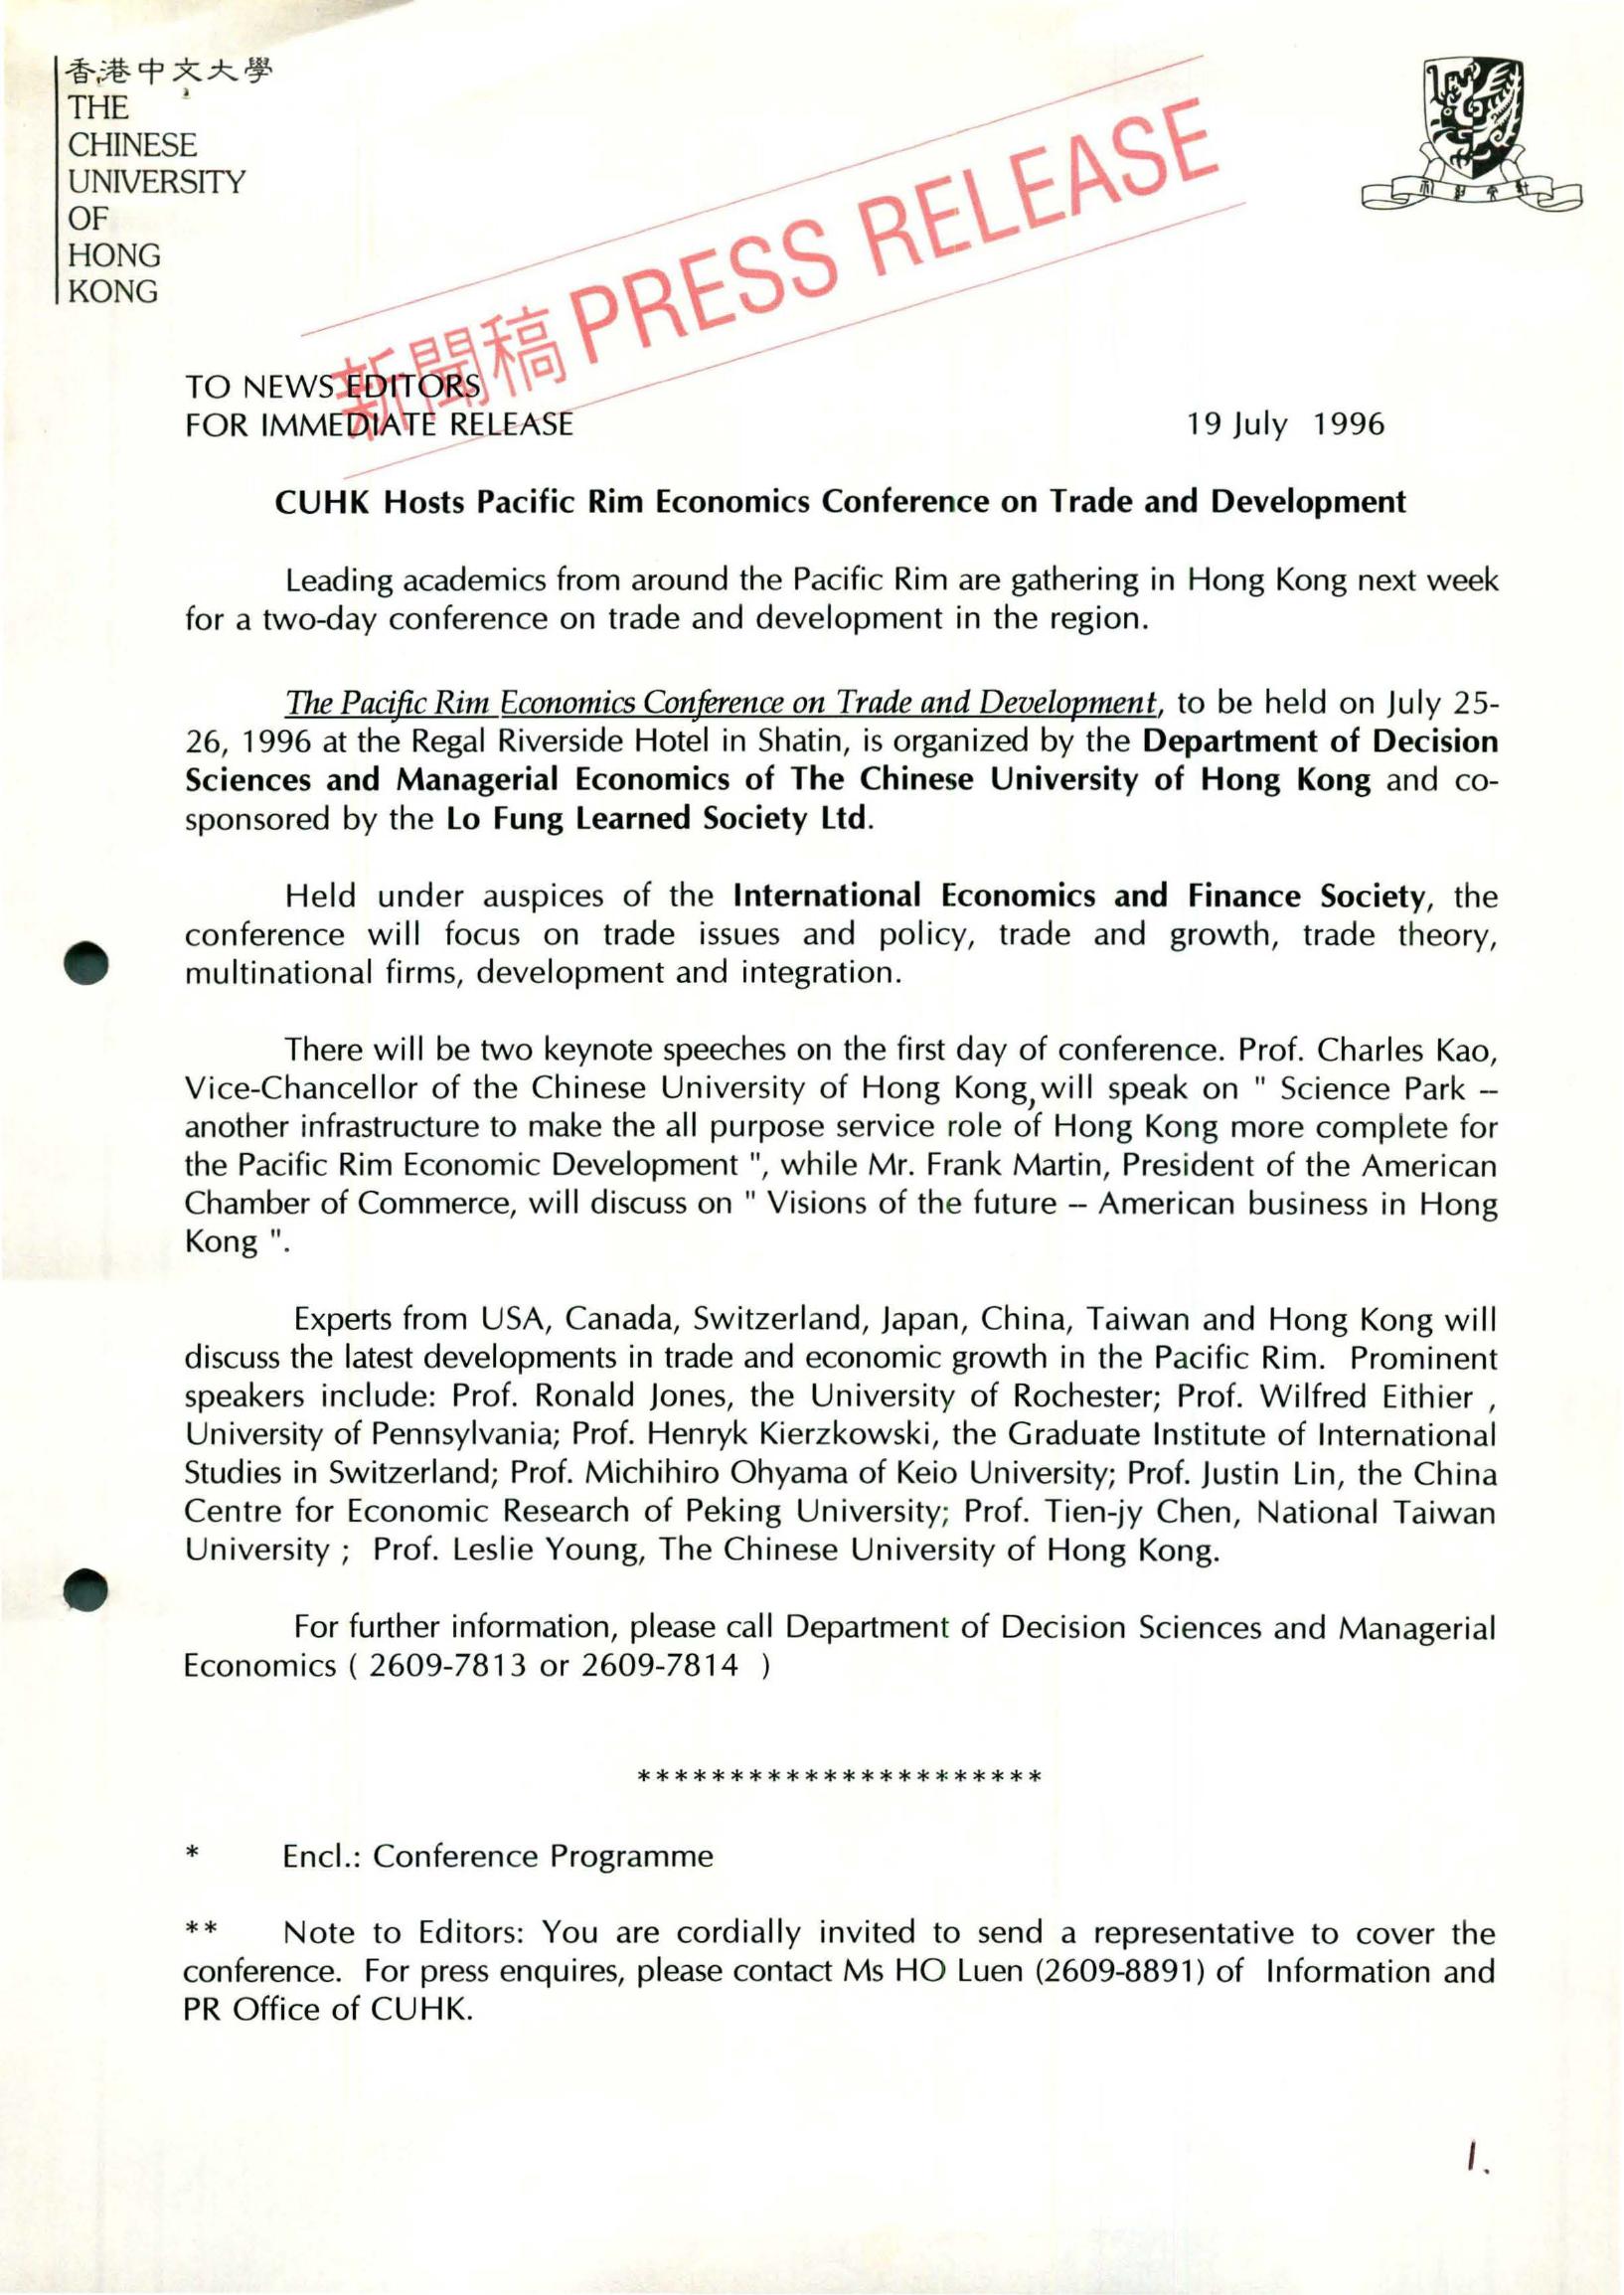 香港中文大學
THE
CHINESE
UNIVERSITY
OF
HONG
KONG
新聞稿 PRESS RELEASE
TO NEWS EDITORS
FOR IMMEDIATE RELEASE 19 July 1996
CUHK Hosts Pacific Rim Economics Conference on Trade and Development
Leading academics from around the Pacific Rim are gathering in Hong Kong next week
for a two-day conference on trade and development in the region.
The Pacific Rim Economics Conference on Trade and Development, to be held on July 25-
26, 1996 at the Regal Riverside Hotel in Shatin, is organized by the Department of Decision
Sciences and Managerial Economics of The Chinese University of Hong Kong and co-
sponsored by the Lo Fung Learned Society Ltd.
Held under auspices of the International Economics and Finance Society, the
conference will focus on trade issues and policy, trade and growth, trade theory,
multinational firms, development and integration.
There will be two keynote speeches on the first day of conference. Prof. Charles Kao,
Vice-Chancellor of the Chinese University of Hong Kong, will speak on " Science Park --
another infrastructure to make the all purpose service role of Hong Kong more complete for
the Pacific Rim Economic Development ", while Mr. Frank Martin, President of the American
Chamber of Commerce, will discuss on " Visions of the future -- American business in Hong
Kong ".
Experts from USA, Canada, Switzerland, Japan, China, Taiwan and Hong Kong will
discuss the latest developments in trade and economic growth in the Pacific Rim. Prominent
speakers include: Prof. Ronald Jones, the University of Rochester; Prof. Wilfred Eithier ,
University of Pennsylvania; Prof. Henryk Kierzkowski, the Graduate Institute of International
Studies in Switzerland; Prof. Michihiro Ohyama of Keio University; Prof. Justin Lin, the China
Centre for Economic Research of Peking University; Prof. Tien-jy Chen, National Taiwan
University ; Prof. Leslie Young, The Chinese University of Hong Kong.
For further information, please call Department of Decision Sciences and Managerial
Economics ( 2609-7813 or 2609-7814 )
**********************
* Encl.: Conference Programme
** Note to Editors: You are cordially invited to send a representative to cover the
conference. For press enquires, please contact Ms HO Luen (2609-8891) of Information and
PR Office of CUHK.
1.